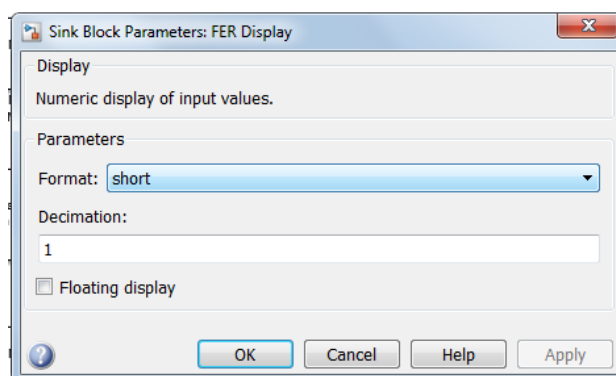 Sink Block Parameters: FER Display
Display
Numeric display of input values.
Parameters
Format: short
Decimation:
1
Floating display
OK Cancel Help Apply